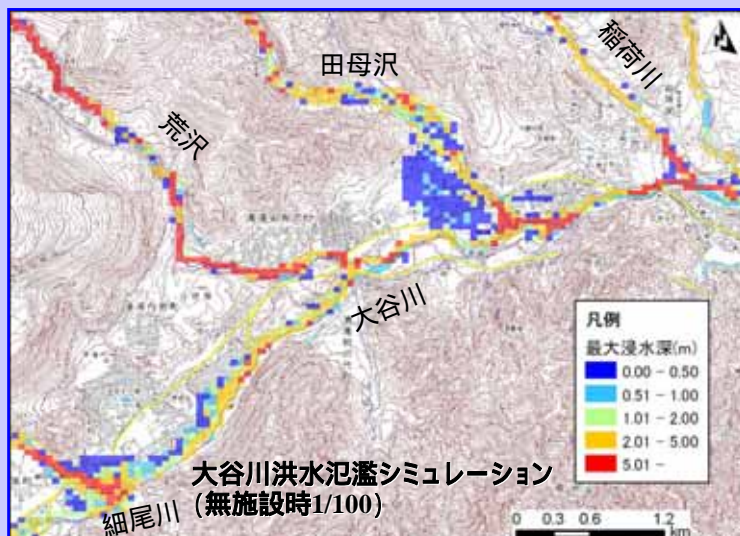 稲荷川
田母沢
荒沢
大谷川
凡例
最大浸水深(m)
0.00 - 0.50
0.51 - 1.00
1.01 - 2.00
2.01 - 5.00
5.01 -
大谷川洪水氾濫シミュレーション
(無施設時1/100)
細尾川
0 0.3 0.6 1.2
km